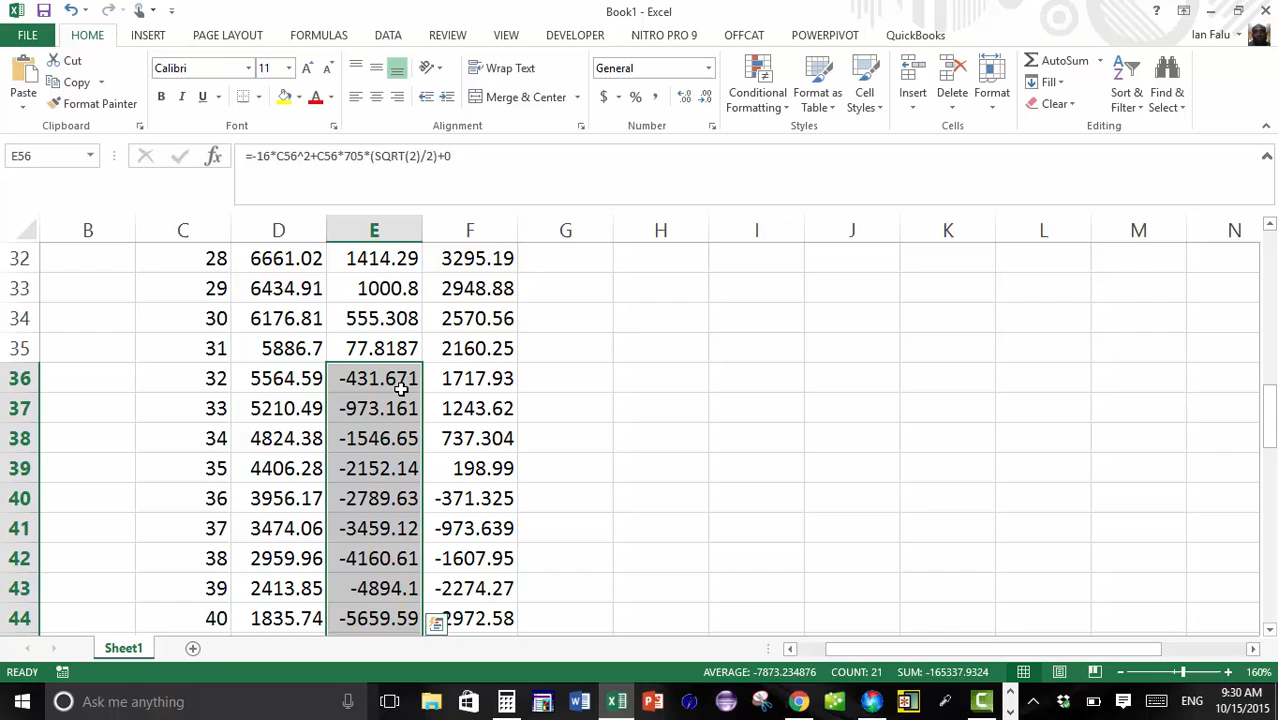 Book1 - Excel
?
FILE HOME INSERT PAGE LAYOUT FORMULAS DATA REVIEW VIEW DEVELOPER NITRO PRO 9 OFFCAT POWERPIVOT QuickBooks Ian Falu
Paste
Cut
Copy
Format Painter
Clipboard
Calibri 11
B I U
Font
Wrap Text
Merge & Center
Alignment
General
$ % ,
Number
Conditional Formatting
Format as Table
Cell Styles
Styles
Insert
Delete
Format
Cells
AutoSum
Fill
Clear
Sort & Filter
Find & Select
Editing
E56 fx =-16*C56^2+C56*705*(SQRT(2)/2)+0
B C D E F G H I J K L M N
32 28 6661.02 1414.29 3295.19
33 29 6434.91 1000.8 2948.88
34 30 6176.81 555.308 2570.56
35 31 5886.7 77.8187 2160.25
36 32 5564.59 -431.671 1717.93
37 33 5210.49 -973.161 1243.62
38 34 4824.38 -1546.65 737.304
39 35 4406.28 -2152.14 198.99
40 36 3956.17 -2789.63 -371.325
41 37 3474.06 -3459.12 -973.639
42 38 2959.96 -4160.61 -1607.95
43 39 2413.85 -4894.1 -2274.27
44 40 1835.74 -5659.59 2972.58
Sheet1
READY AVERAGE: -7873.234876 COUNT: 21 SUM: -165337.9324 160%
Ask me anything
ENG
9:30 AM
10/15/2015